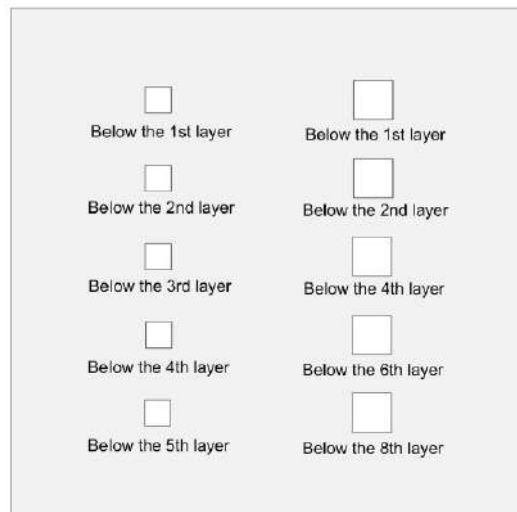 Below the 1st layer
Below the 1st layer
Below the 2nd layer
Below the 2nd layer
Below the 3rd layer
Below the 4th layer
Below the 4th layer
Below the 6th layer
Below the 5th layer
Below the 8th layer